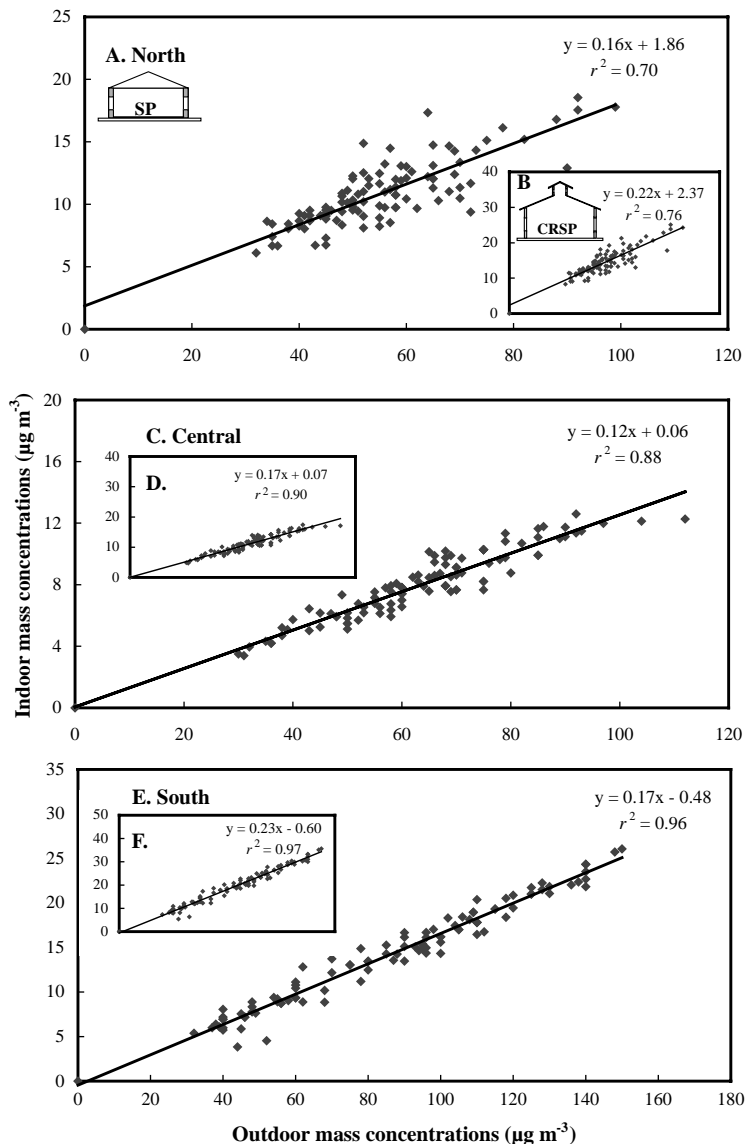 25
A. North
y = 0.16x + 1.86
r² = 0.70
SP
20
15
10
5
0
B
y = 0.22x + 2.37
r² = 0.76
CRSP
40
30
20
10
0
0 20 40 60 80 100 120
20
C. Central
y = 0.12x + 0.06
r² = 0.88
16
12
8
4
0
40
D.
y = 0.17x + 0.07
r² = 0.90
30
20
10
0
0 20 40 60 80 100 120
Indoor mass concentrations (µg m⁻³)
35
E. South
y = 0.17x - 0.48
r² = 0.96
30
25
20
15
10
5
0
50
F.
y = 0.23x - 0.60
r² = 0.97
40
30
20
10
0
0 20 40 60 80 100 120 140 160 180
Outdoor mass concentrations (µg m⁻³)